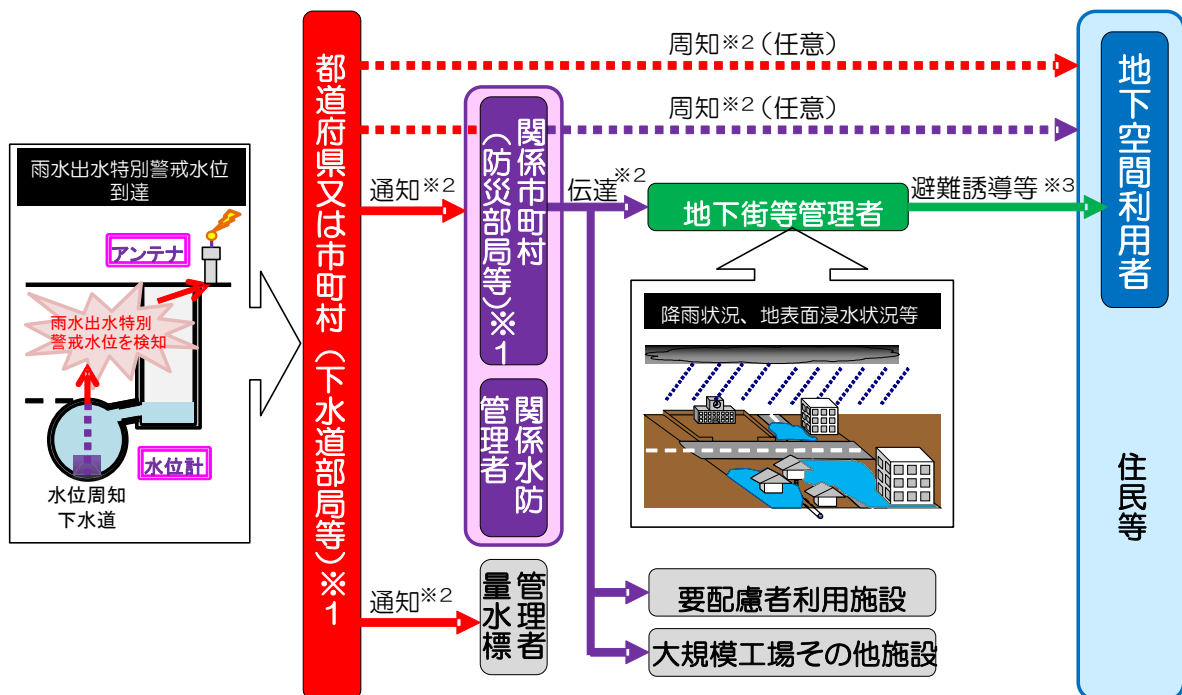 雨水出水特別警戒水位
到達
アンテナ
雨水出水特別
警戒水位を検知
水位計
水位周知
下水道
都道府県又は市町村（下水道部局等）※1
周知※2（任意）
周知※2（任意）
通知※2
関係市町村
（防災部局等）※1
関係水防
管理者
伝達※2
地下街等管理者
避難誘導等 ※3
降雨状況、地表面浸水状況等
通知※2
量水標
管理者
要配慮者利用施設
大規模工場その他施設
地下空間利用者
住民等